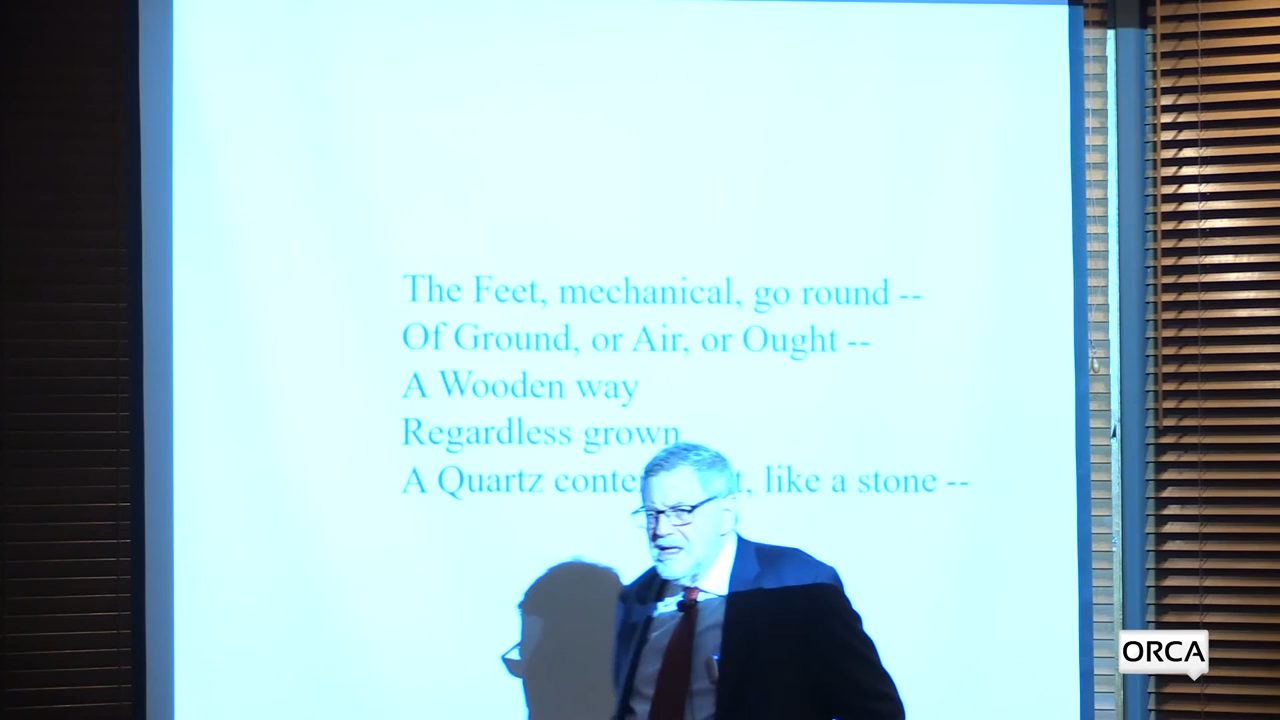 The Feet, mechanical, go round --
Of Ground, or Air, or Ought --
A Wooden way
Regardless grown
A Quartz conte t, like a stone --
ORCA